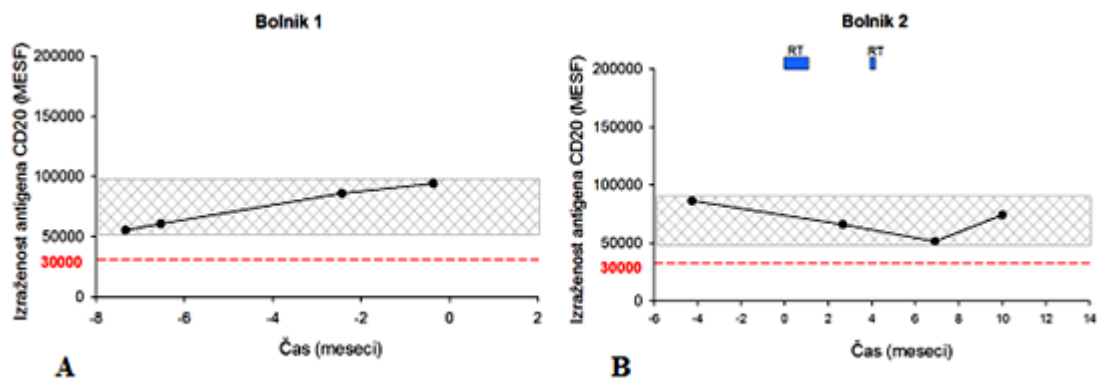 Bolnik 1
Izraženost antigena CD20 (MESF)
200000
150000
100000
50000
30000
0
-8 -6 -4 -2 0 2
Čas (meseci)
A
Bolnik 2
RT RT
Izraženost antigena CD20 (MESF)
200000
150000
100000
50000
30000
0
-6 -4 -2 0 2 4 6 8 10 12 14
Čas (meseci)
B